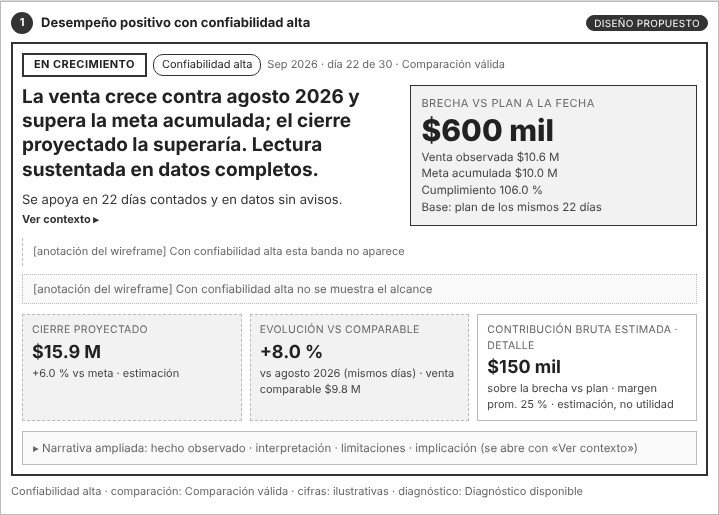 1 Desempeño positivo con confiabilidad alta
DISEÑO PROPUESTO
EN CRECIMIENTO
Confiabilidad alta
Sep 2026 · día 22 de 30 · Comparación válida
La venta crece contra agosto 2026 y
supera la meta acumulada; el cierre
proyectado la superaría. Lectura
sustentada en datos completos.
Se apoya en 22 días contados y en datos sin avisos.
Ver contexto ▸
BRECHA VS PLAN A LA FECHA
$600 mil
Venta observada $10.6 M
Meta acumulada $10.0 M
Cumplimiento 106.0 %
Base: plan de los mismos 22 días
[anotación del wireframe] Con confiabilidad alta esta banda no aparece
[anotación del wireframe] Con confiabilidad alta no se muestra el alcance
CIERRE PROYECTADO
$15.9 M
+6.0 % vs meta · estimación
EVOLUCIÓN VS COMPARABLE
+8.0 %
vs agosto 2026 (mismos días) · venta
comparable $9.8 M
CONTRIBUCIÓN BRUTA ESTIMADA ·
DETALLE
$150 mil
sobre la brecha vs plan · margen
prom. 25 % · estimación, no utilidad
▸ Narrativa ampliada: hecho observado · interpretación · limitaciones · implicación (se abre con «Ver contexto»)
Confiabilidad alta · comparación: Comparación válida · cifras: ilustrativas · diagnóstico: Diagnóstico disponible